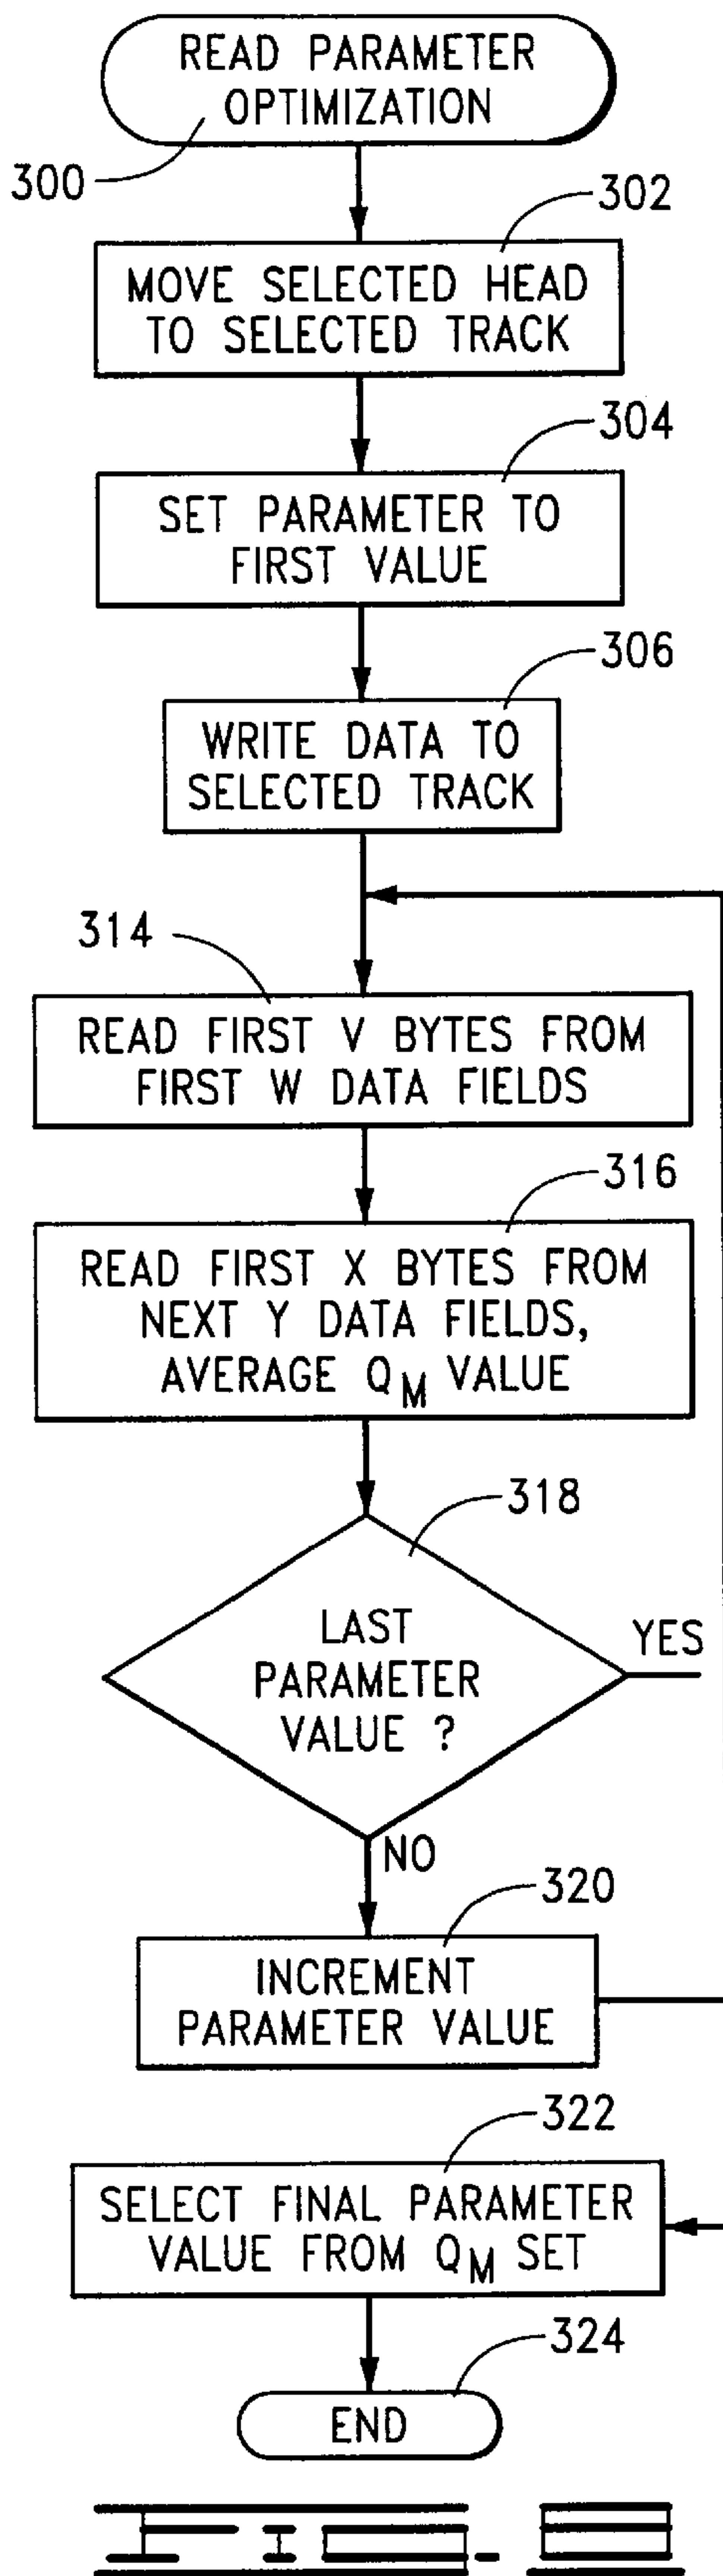 READ PARAMETER
OPTIMIZATION
300
302
MOVE SELECTED HEAD
TO SELECTED TRACK
304
SET PARAMETER TO
FIRST VALUE
306
WRITE DATA TO
SELECTED TRACK
314
READ FIRST V BYTES FROM
FIRST W DATA FIELDS
316
READ FIRST X BYTES FROM
NEXT Y DATA FIELDS,
AVERAGE QM VALUE
318
LAST
PARAMETER
VALUE ?
YES
NO
320
INCREMENT
PARAMETER VALUE
322
SELECT FINAL PARAMETER
VALUE FROM QM SET
324
END